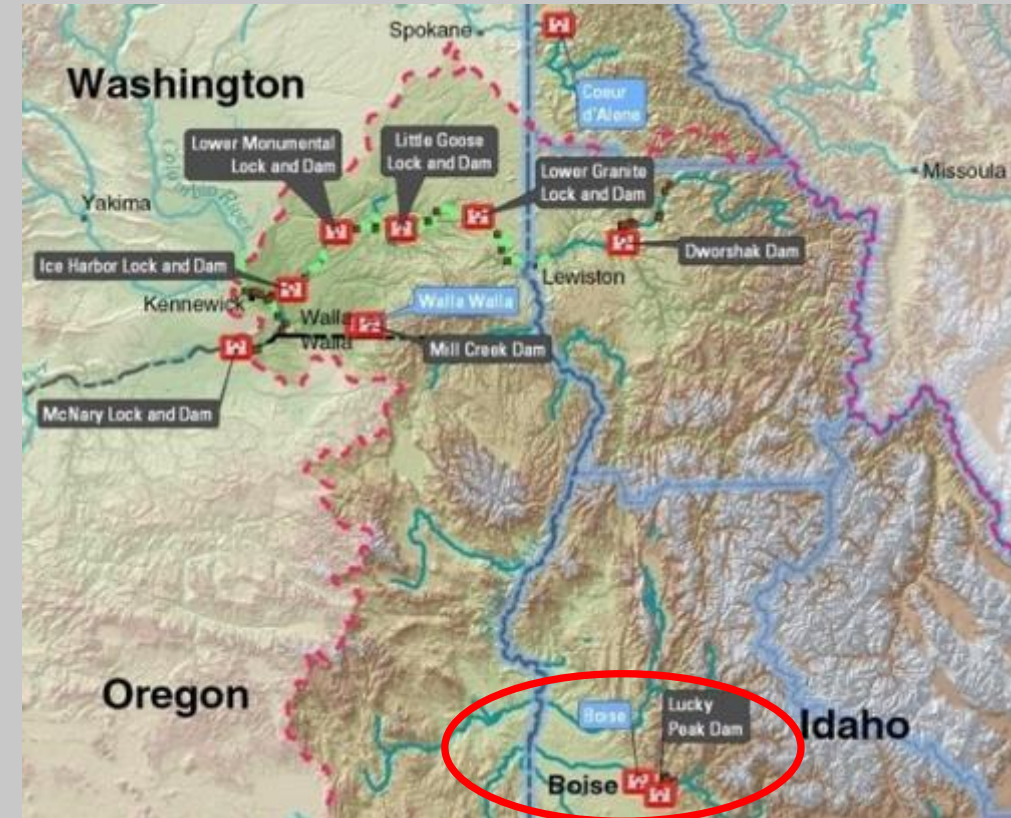 Spokane
Washington
Coeur
d'Alene
Lower Monumental
Lock and Dam
Little Goose
Lock and Dam
Lower Granite
Lock and Dam
Missoula
Columbia River
Yakima
Dworshak Dam
Ice Harbor Lock and Dam
Lewiston
Kennewick
Walla Walla
Walla
Walla
Mill Creek Dam
McNary Lock and Dam
Oregon
Boise
Lucky
Peak Dam
Idaho
Boise